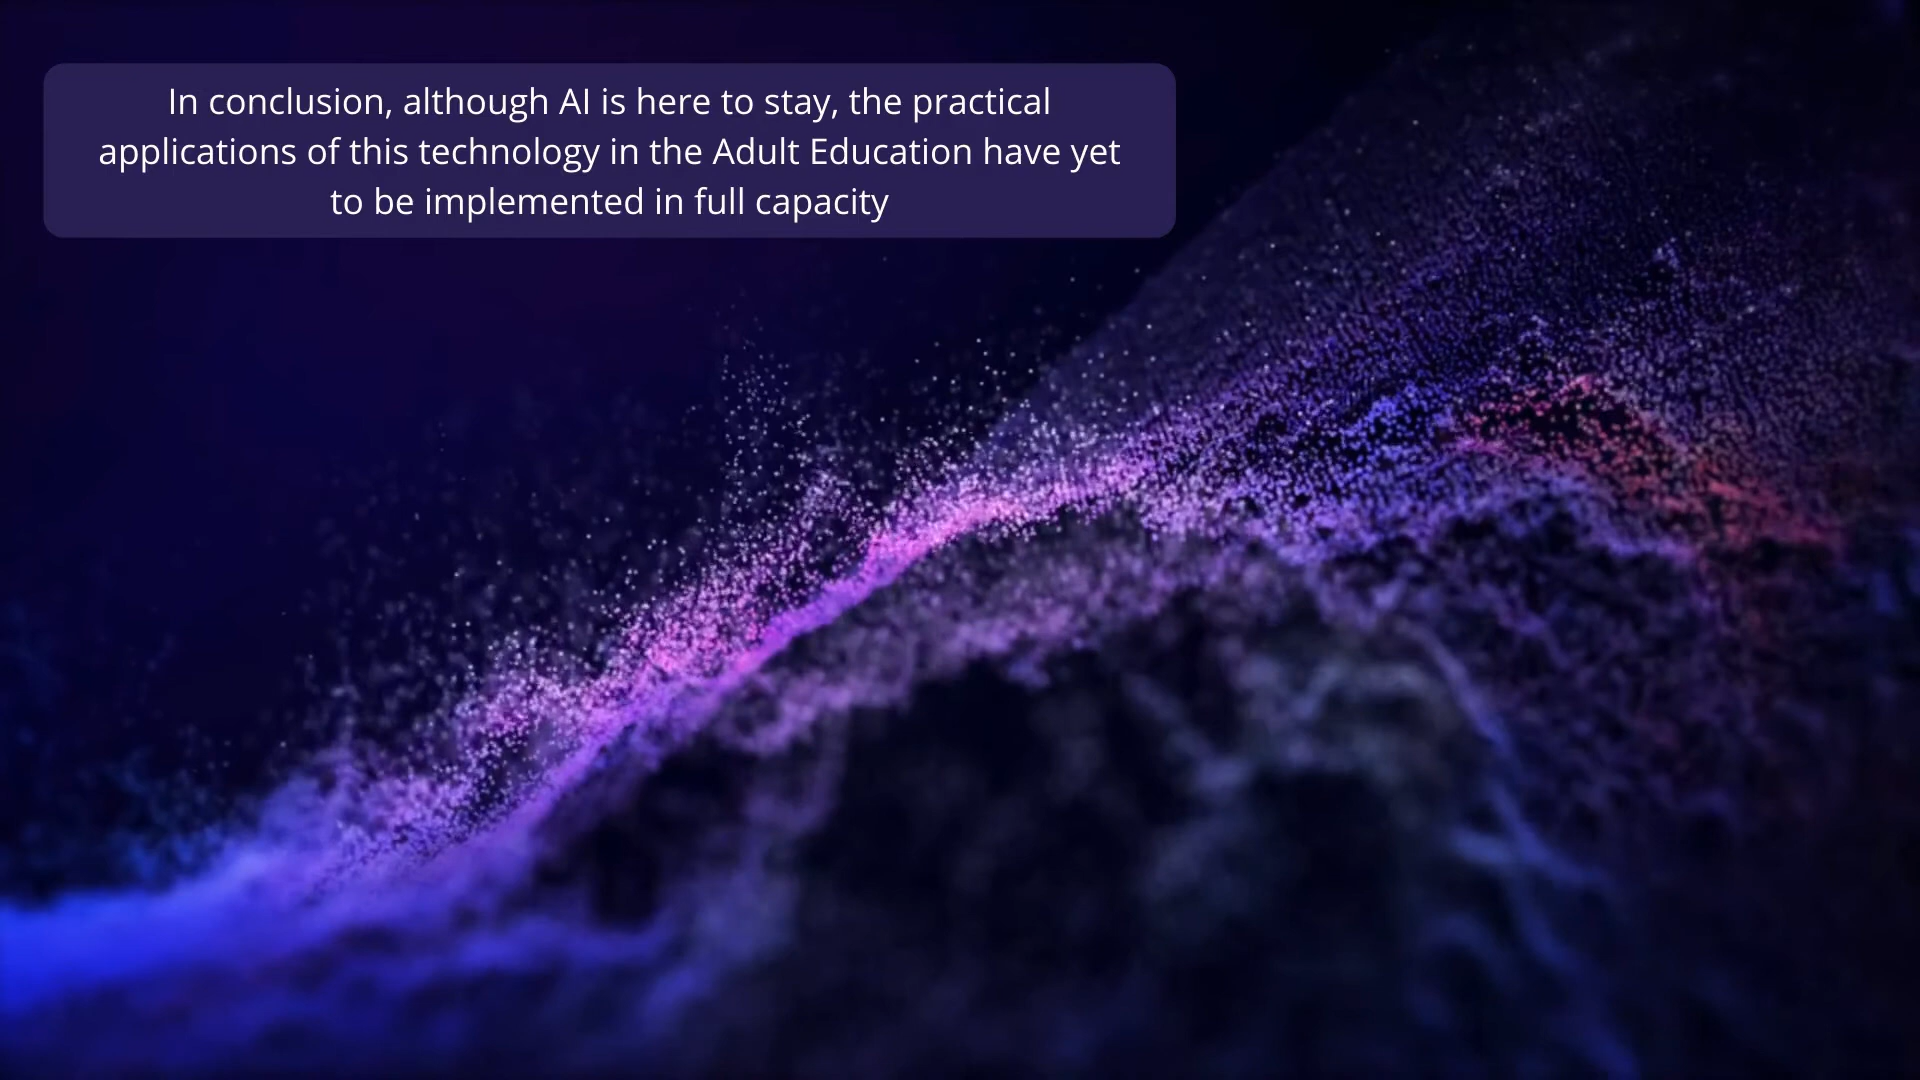 In conclusion, although AI is here to stay, the practical
applications of this technology in the Adult Education have yet
to be implemented in full capacity